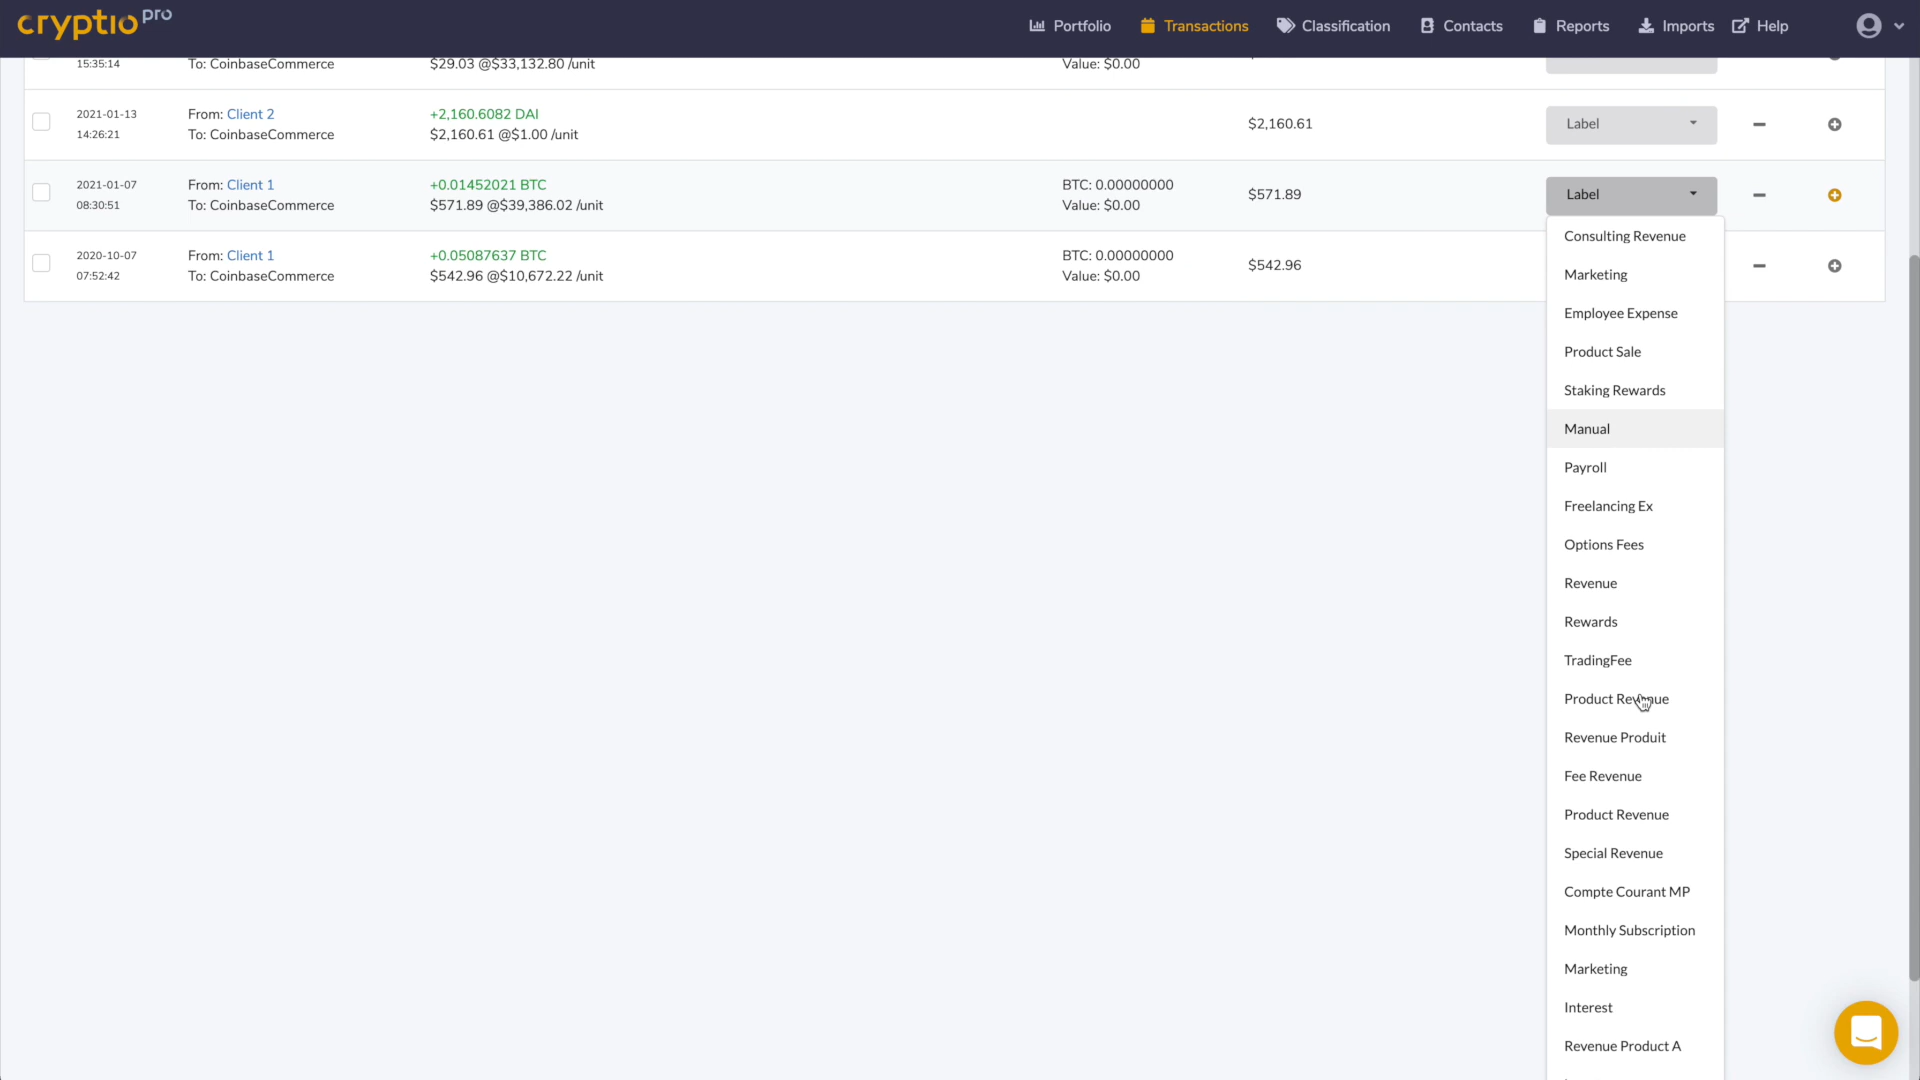 cryptio pro
Portfolio
Transactions
Classification
Contacts
Reports
Imports
Help
15:35:14
To: CoinbaseCommerce
$29.03 @$33,132.80 /unit
Value: $0.00
2021-01-13
14:26:21
From: Client 2
To: CoinbaseCommerce
+2,160.6082 DAI
$2,160.61 @$1.00 /unit
$2,160.61
Label
2021-01-07
08:30:51
From: Client 1
To: CoinbaseCommerce
+0.01452021 BTC
$571.89 @$39,386.02 /unit
BTC: 0.00000000
Value: $0.00
$571.89
Label
2020-10-07
07:52:42
From: Client 1
To: CoinbaseCommerce
+0.05087637 BTC
$542.96 @$10,672.22 /unit
BTC: 0.00000000
Value: $0.00
$542.96
Consulting Revenue
Marketing
Employee Expense
Product Sale
Staking Rewards
Manual
Payroll
Freelancing Ex
Options Fees
Revenue
Rewards
TradingFee
Product Revenue
Revenue Produit
Fee Revenue
Product Revenue
Special Revenue
Compte Courant MP
Monthly Subscription
Marketing
Interest
Revenue Product A